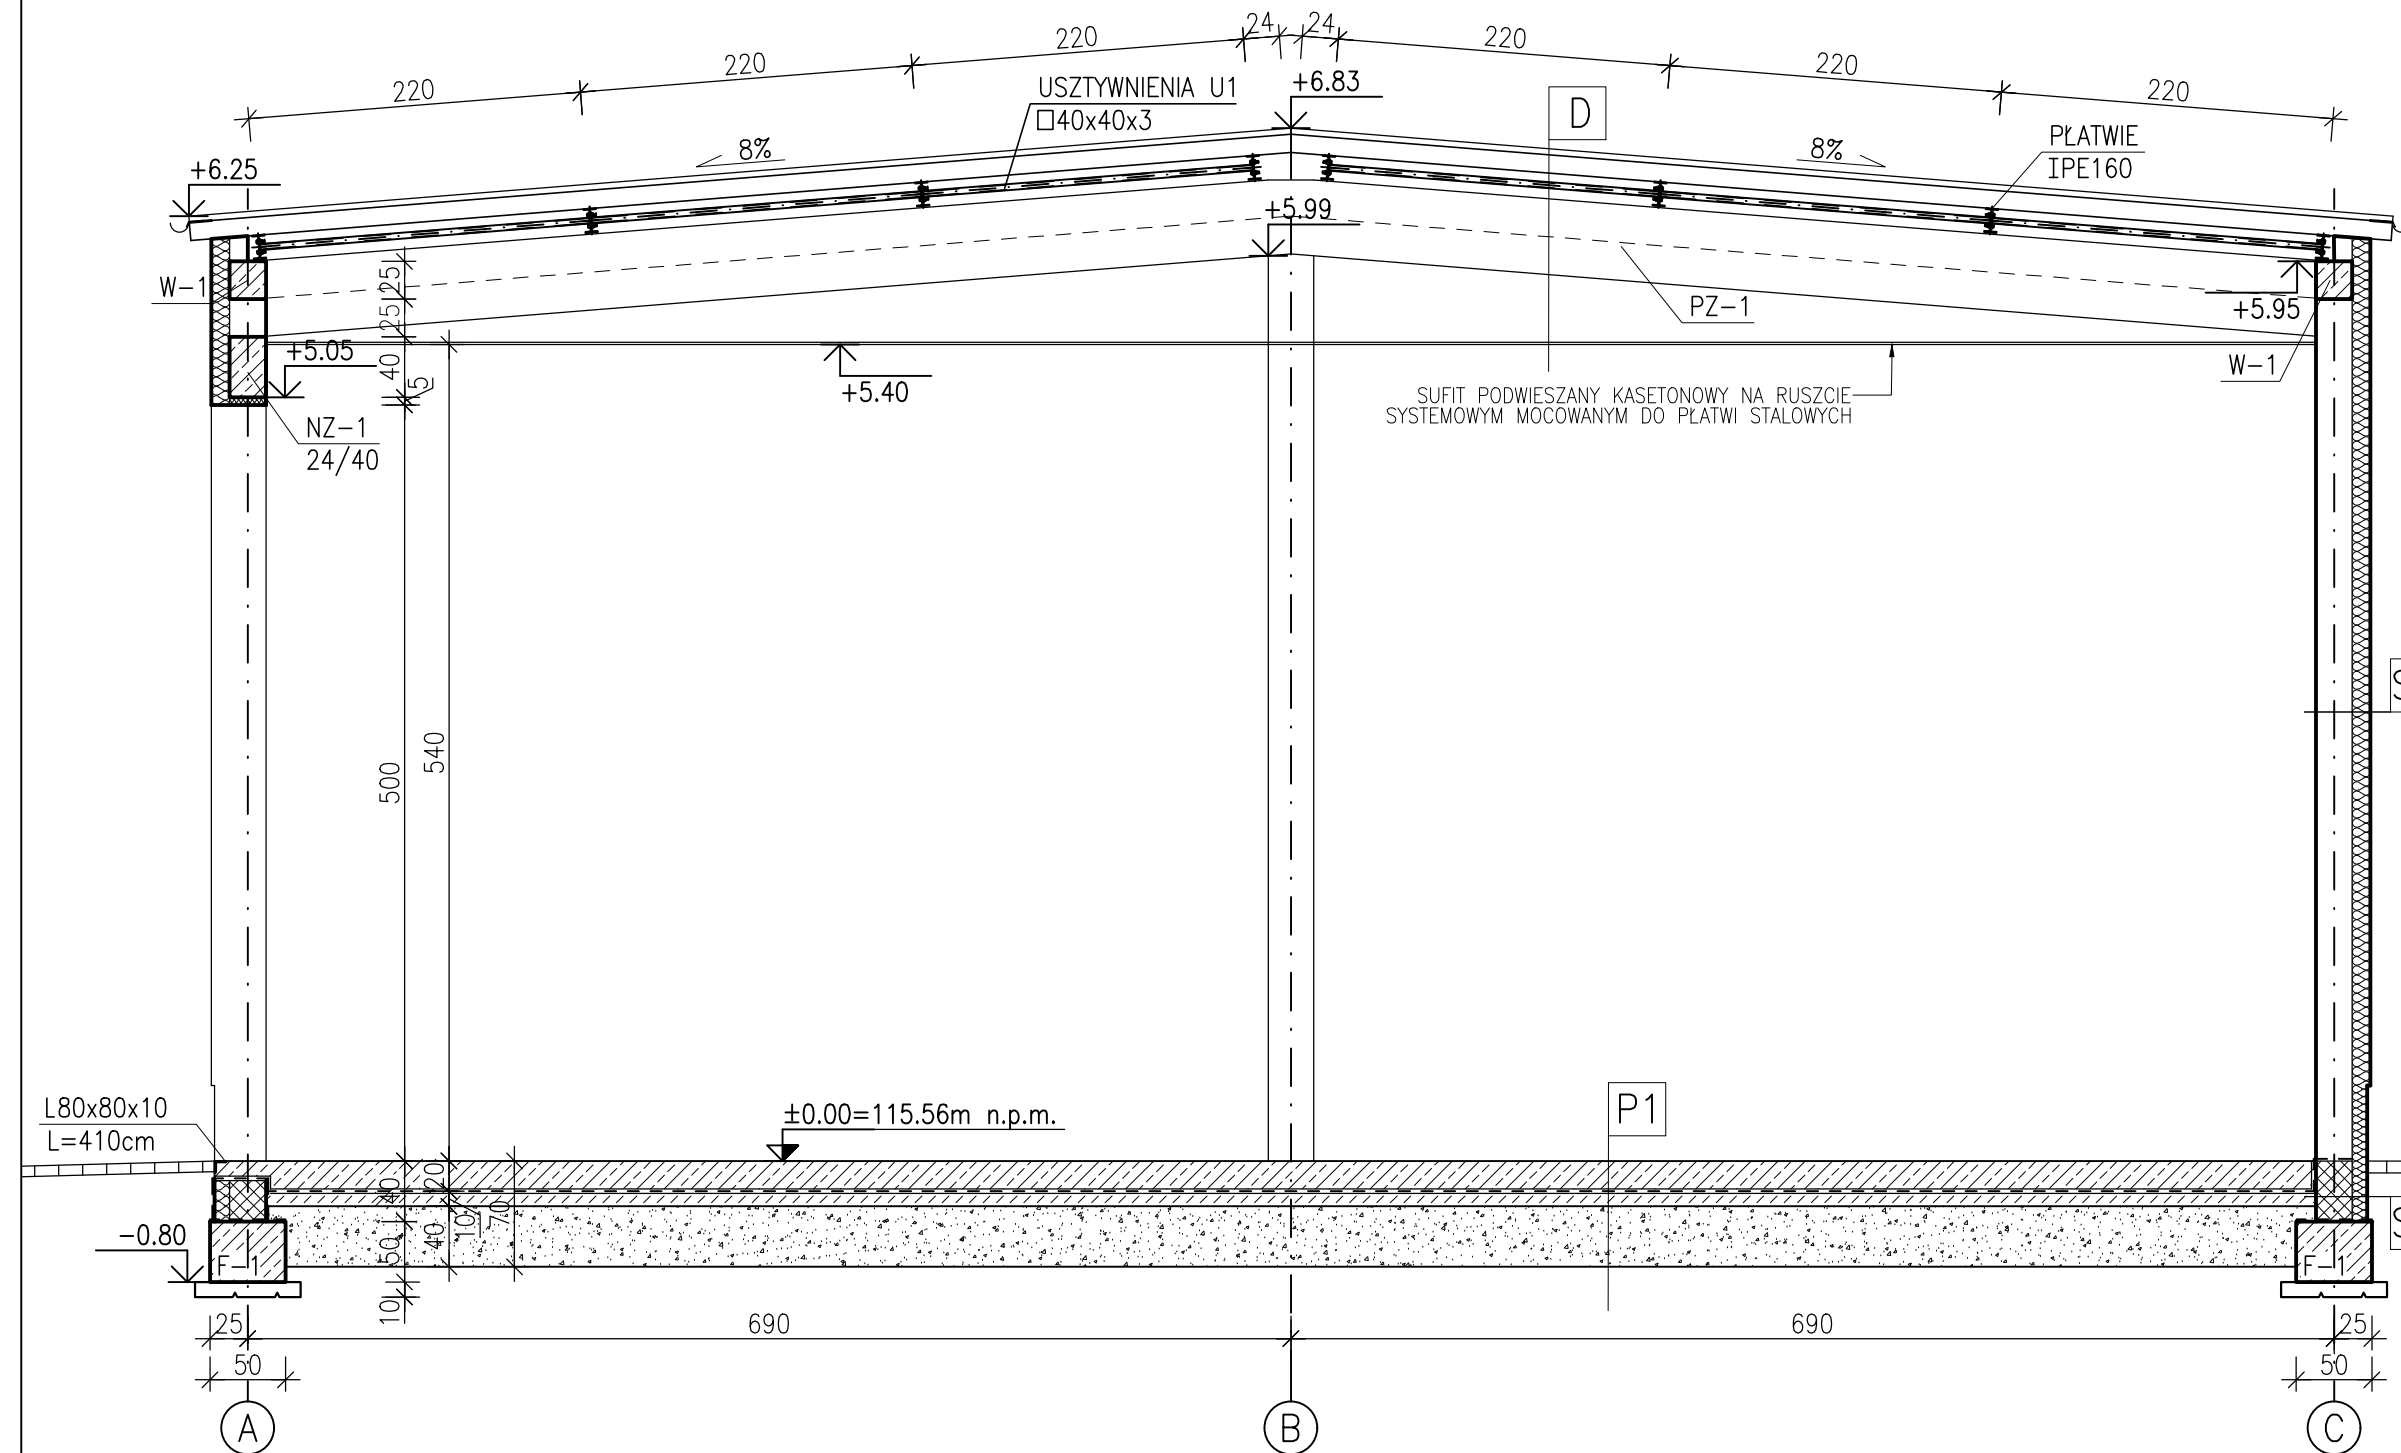 220
220
220
24
24
220
220
220
USZTYWNIENIA U1
□40x40x3
+6.83
D
PŁATWIE
IPE160
8%
8%
+6.25
+5.99
W-1
25
25
40
5
+5.05
+5.40
PZ-1
+5.95
W-1
SUFIT PODWIESZANY KASETONOWY NA RUSZCIE
SYSTEMOWYM MOCOWANYM DO PŁATWI STALOWYCH
NZ-1
24/40
500
540
L80x80x10
L=410cm
±0.00=115.56m n.p.m.
P1
40
20
10
70
40
50
10
-0.80
F-1
F-1
25
690
690
25
50
50
A
B
C